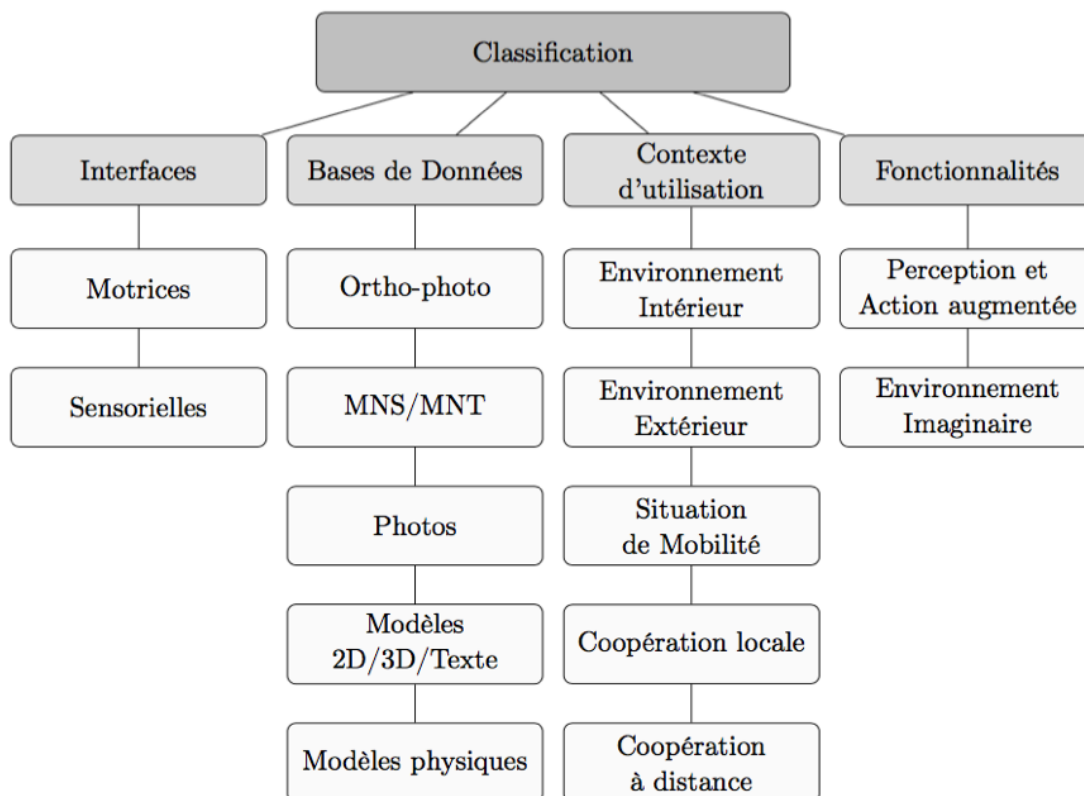 Classification
Interfaces
Motrices
Sensorielles
Bases de Données
Ortho-photo
MNS/MNT
Photos
Modèles
2D/3D/Texte
Modèles physiques
Contexte
d'utilisation
Environnement
Intérieur
Environnement
Extérieur
Situation
de Mobilité
Coopération locale
Coopération
à distance
Fonctionnalités
Perception et
Action augmentée
Environnement
Imaginaire